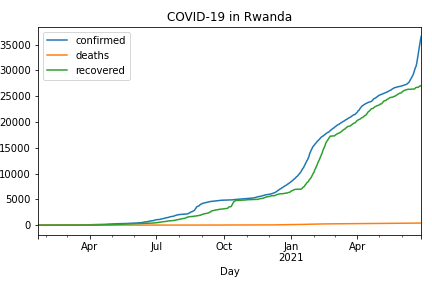 COVID-19 in Rwanda
confirmed
deaths
recovered
35000
30000
25000
20000
15000
10000
5000
0
Apr Jul Oct Jan Apr
2021
Day